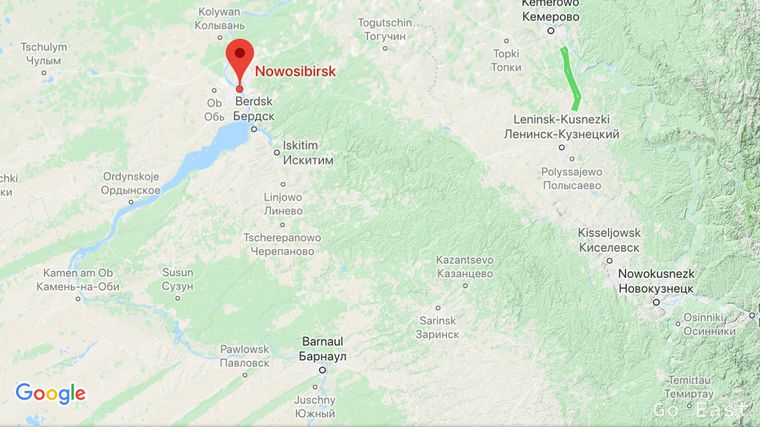 Kolywan
Колывань
Togutschin
Тогучин
Kemerowo
Кемерово
Tschulym
Чулым
Topki
Топки
Nowosibirsk
Ob
Обь
Berdsk
Бердск
Leninsk-Kusnezki
Ленинск-Кузнецкий
Iskitim
Искитим
Polyssajewo
Полысаево
Ordynskoje
Ордынское
Linjowo
Линево
Tscherepanowo
Черепаново
Kisseljowsk
Киселевск
Kamen am Ob
Камень-на-Оби
Susun
Сузун
Kazantsevo
Казанцево
Nowokusnezk
Новокузнецк
Sarinsk
Заринск
Osinniki
Осинники
Pawlowsk
Павловск
Barnaul
Барнаул
Temirtau
Темиртау
Juschny
Южный
Google
Go East